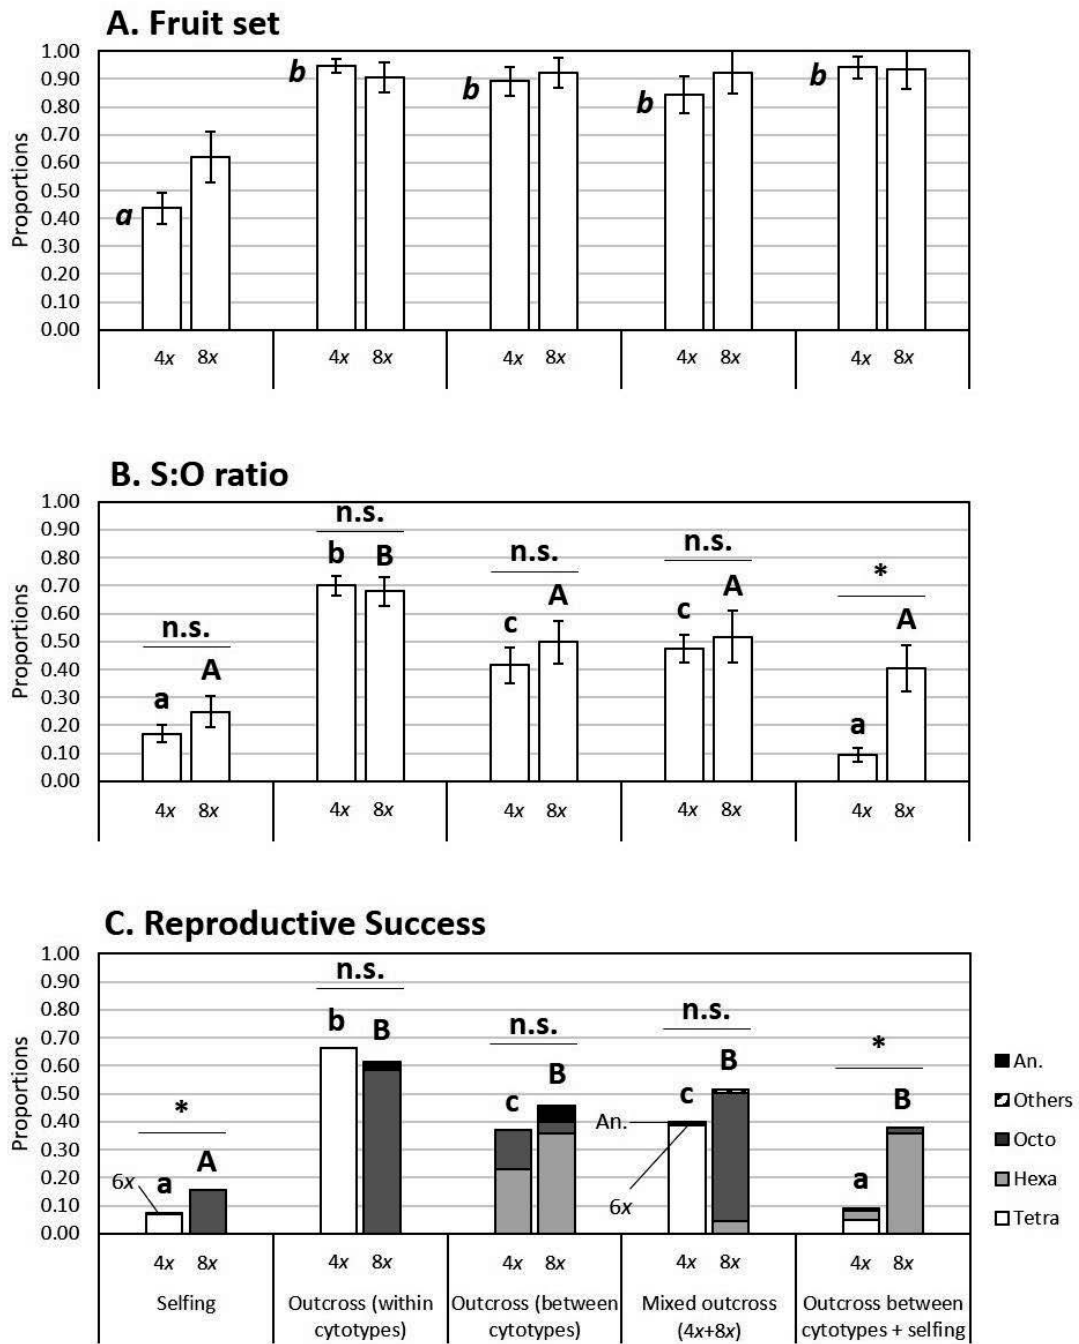 A. Fruit set
Proportions
1.00
0.90
0.80
0.70
0.60
0.50
0.40
0.30
0.20
0.10
0.00
a
b
b
b
b
4x 8x 4x 8x 4x 8x 4x 8x 4x 8x
B. S:O ratio
Proportions
1.00
0.90
0.80
0.70
0.60
0.50
0.40
0.30
0.20
0.10
0.00
n.s. n.s. n.s. n.s. *
a A b B c A c A a A
4x 8x 4x 8x 4x 8x 4x 8x 4x 8x
C. Reproductive Success
Proportions
1.00
0.90
0.80
0.70
0.60
0.50
0.40
0.30
0.20
0.10
0.00
* n.s. n.s. n.s. *
a A b B c B c B a B
6x
An.
6x
An.
Others
Octo
Hexa
Tetra
4x 8x 4x 8x 4x 8x 4x 8x 4x 8x
Selfing
Outcross (within
cytotypes)
Outcross (between
cytotypes)
Mixed outcross
(4x+8x)
Outcross between
cytotypes + selfing